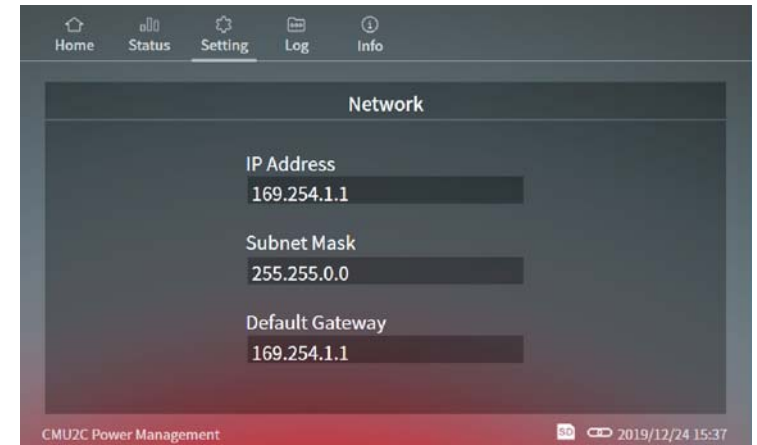 Home Status Setting Log Info
Network
IP Address
169.254.1.1
Subnet Mask
255.255.0.0
Default Gateway
169.254.1.1
CMU2C Power Management SD 2019/12/24 15:37